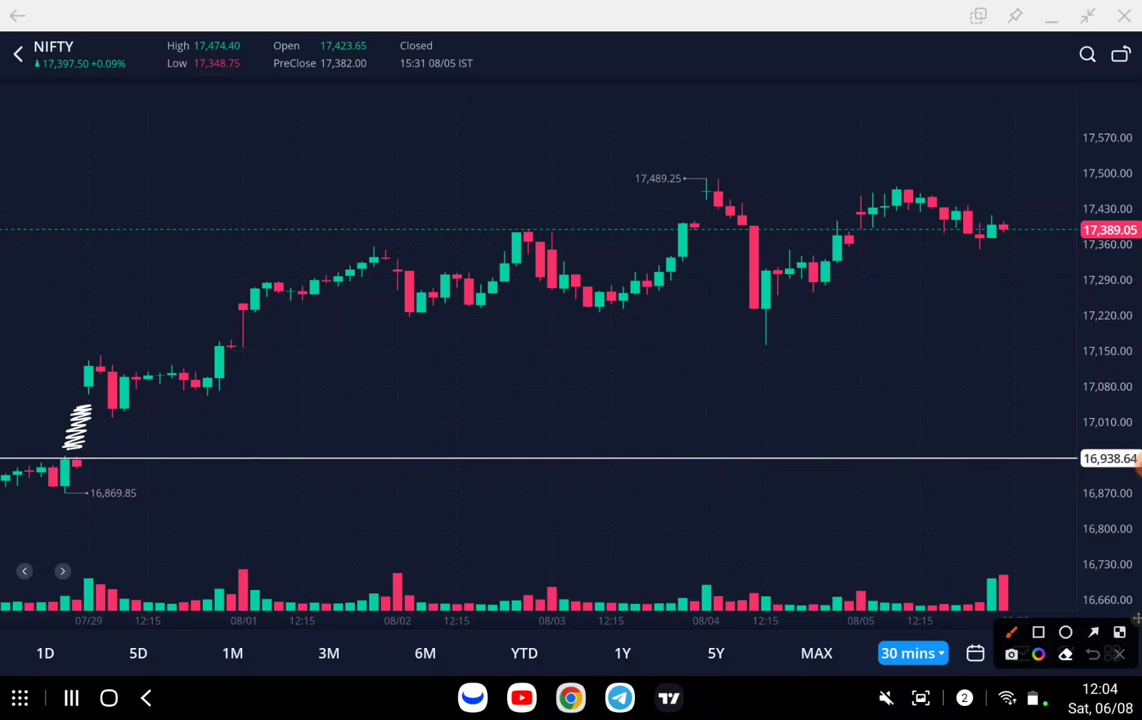 NIFTY
17,397.50 +0.09%
High 17,474.40
Low 17,348.75
Open 17,423.65
PreClose 17,382.00
Closed
15:31 08/05 IST
17,570.00
17,500.00
17,489.25
17,430.00
17,389.05
17,360.00
17,290.00
17,220.00
17,150.00
17,080.00
17,010.00
16,938.64
16,869.85
16,870.00
16,800.00
16,730.00
16,660.00
07/29 12:15 08/01 12:15 08/02 12:15 08/03 12:15 08/04 12:15 08/05 12:15
1D 5D 1M 3M 6M YTD 1Y 5Y MAX 30 mins
2
12:04
Sat, 06/08